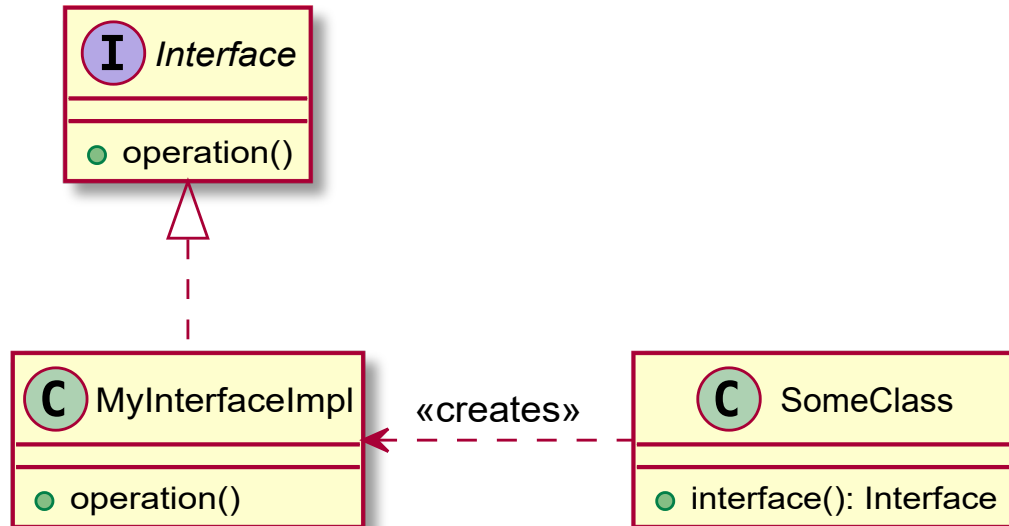 I Interface
operation()
C MyInterfaceImpl
operation()
«creates»
C SomeClass
interface(): Interface